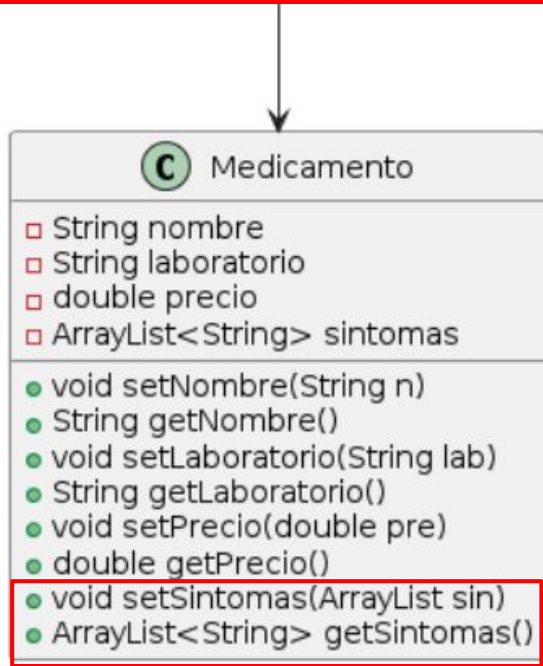 C Medicamento
String nombre
String laboratorio
double precio
ArrayList<String> sintomas
void setNombre(String n)
String getNombre()
void setLaboratorio(String lab)
String getLaboratorio()
void setPrecio(double pre)
double getPrecio()
void setSintomas(ArrayList sin)
ArrayList<String> getSintomas()